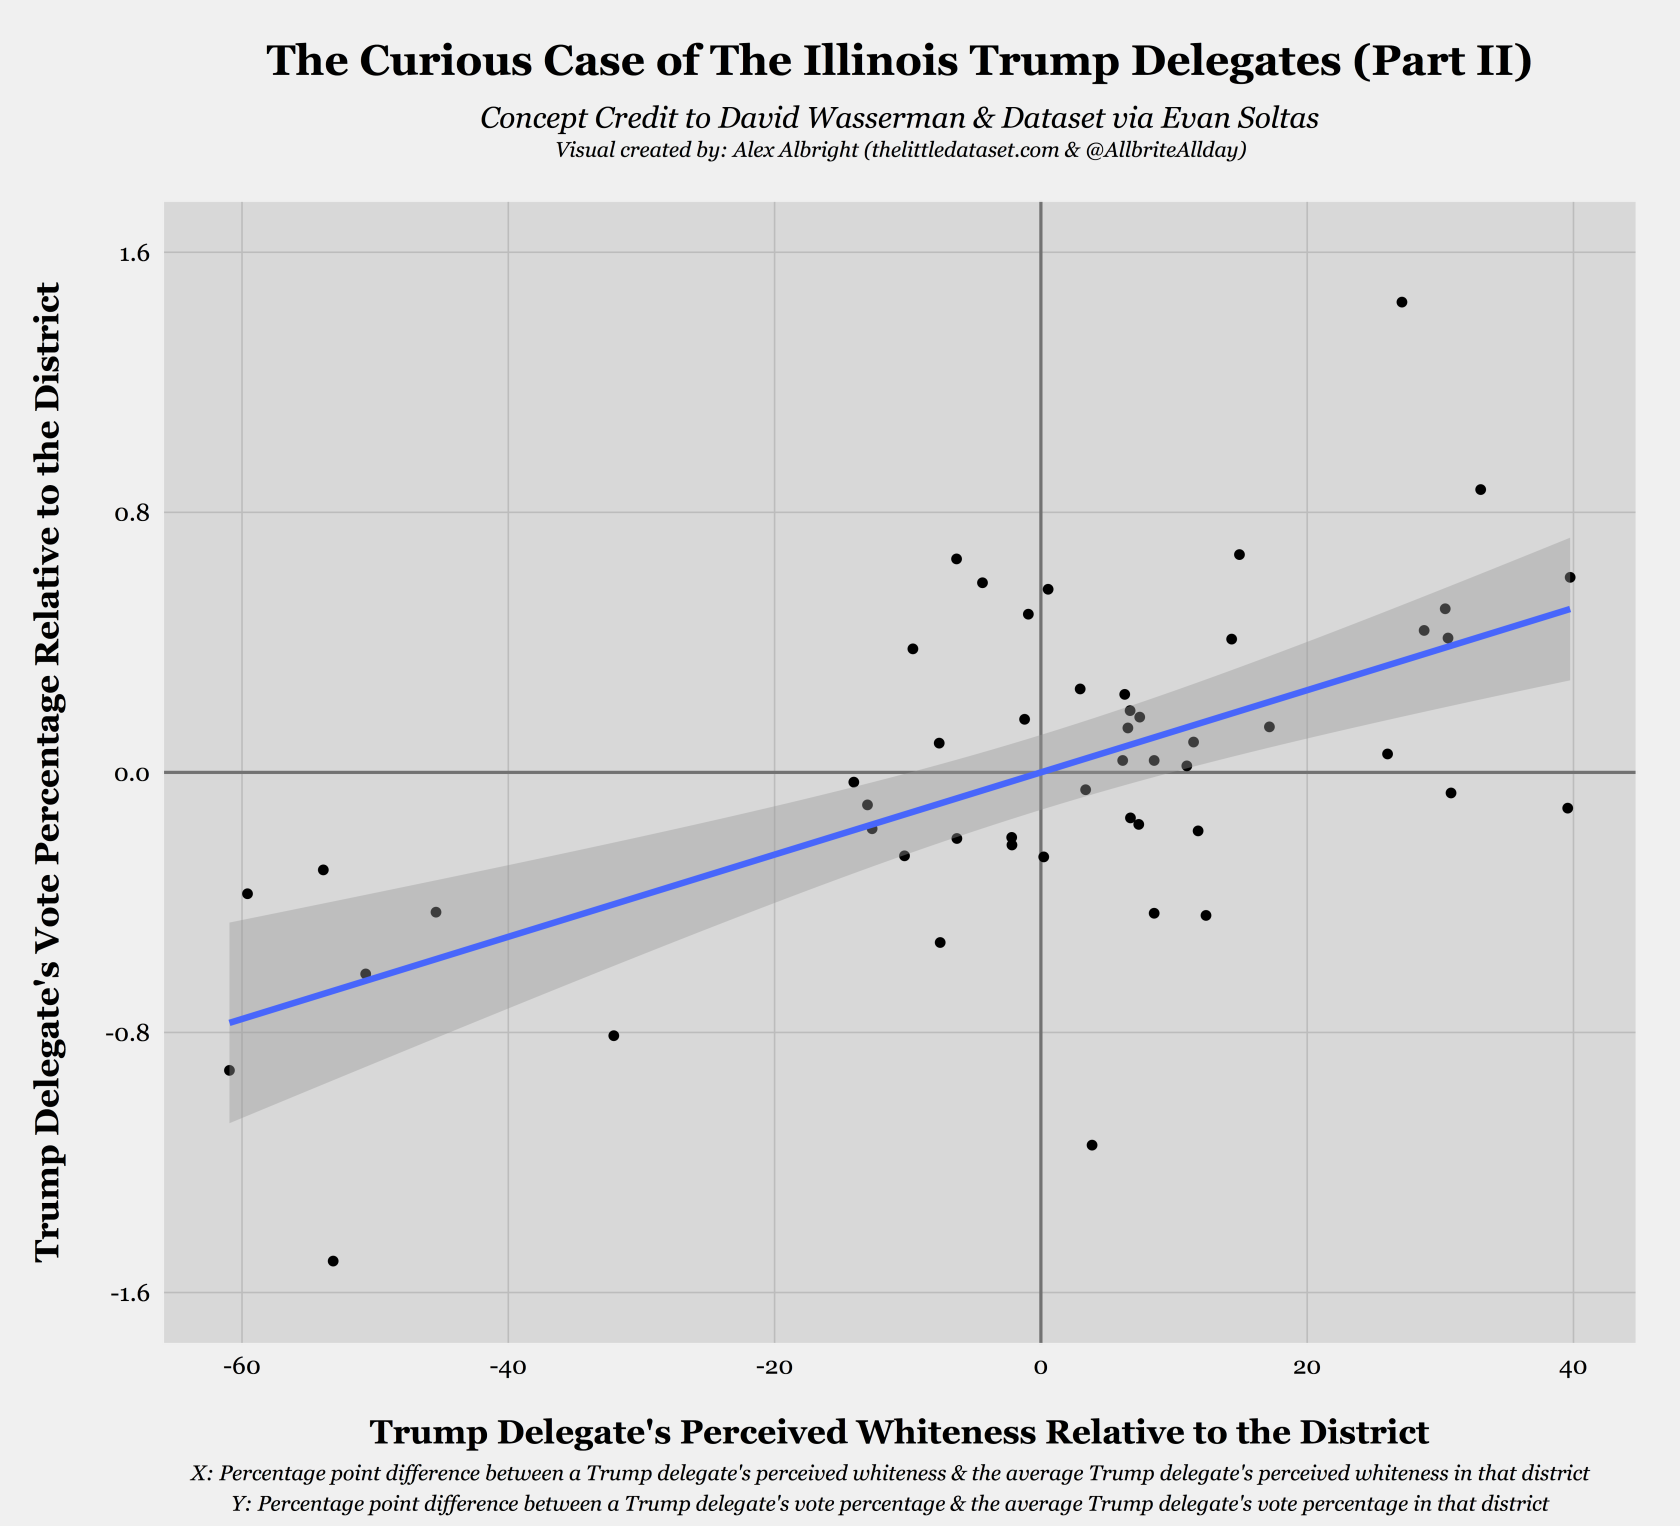 The Curious Case of The Illinois Trump Delegates (Part II)
Concept Credit to David Wasserman & Dataset via Evan Soltas
Visual created by: Alex Albright (thelittledataset.com & @AllbriteAllday)
Trump Delegate's Vote Percentage Relative to the District
1.6
0.8
0.0
-0.8
-1.6
-60 -40 -20 0 20 40
Trump Delegate's Perceived Whiteness Relative to the District
X: Percentage point difference between a Trump delegate's perceived whiteness & the average Trump delegate's perceived whiteness in that district
Y: Percentage point difference between a Trump delegate's vote percentage & the average Trump delegate's vote percentage in that district